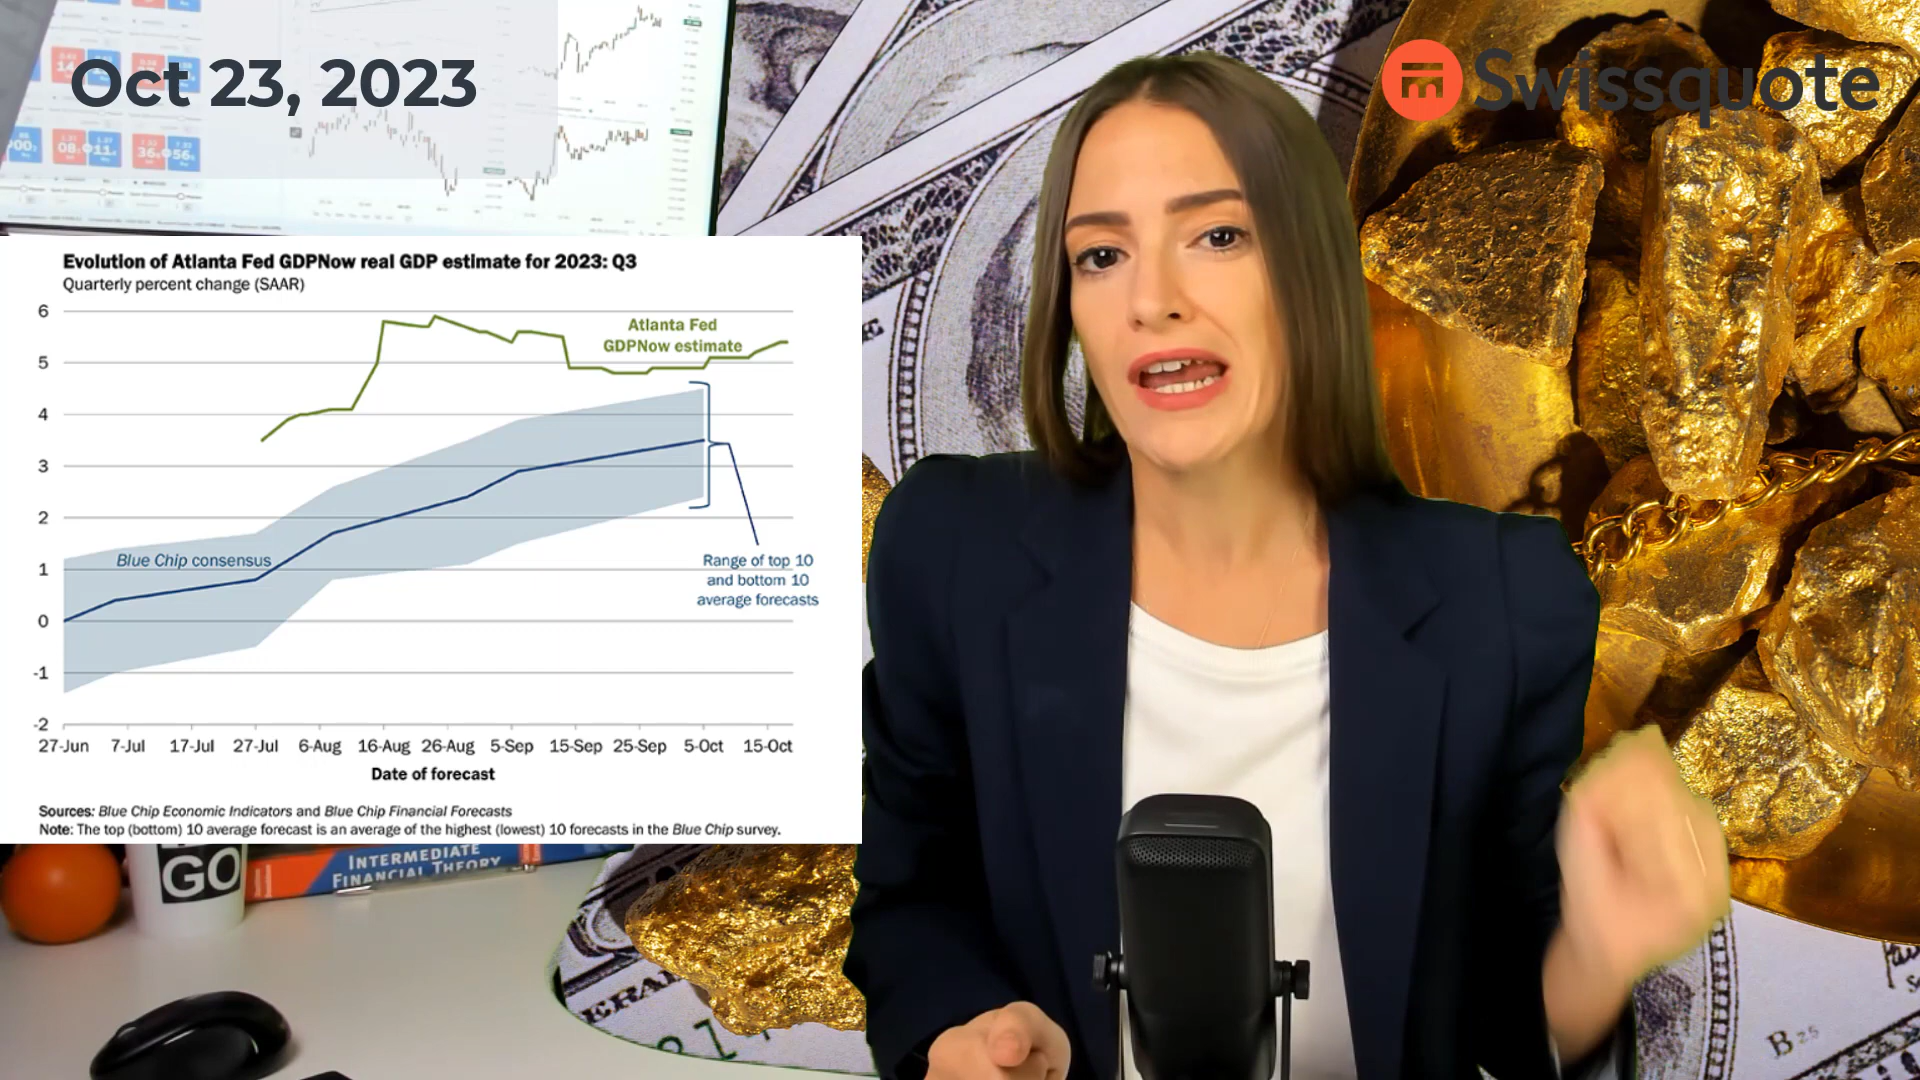 Oct 23, 2023
Swissquote
Evolution of Atlanta Fed GDPNow real GDP estimate for 2023: Q3
Quarterly percent change (SAAR)
6
5
4
3
2
1
0
-1
-2
Atlanta Fed
GDPNow estimate
Blue Chip consensus
Range of top 10
and bottom 10
average forecasts
27-Jun 7-Jul 17-Jul 27-Jul 6-Aug 16-Aug 26-Aug 5-Sep 15-Sep 25-Sep 5-Oct 15-Oct
Date of forecast
Sources: Blue Chip Economic Indicators and Blue Chip Financial Forecasts
Note: The top (bottom) 10 average forecast is an average of the highest (lowest) 10 forecasts in the Blue Chip survey.
GO
INTERMEDIATE
FINANCIAL THEORY
B 25